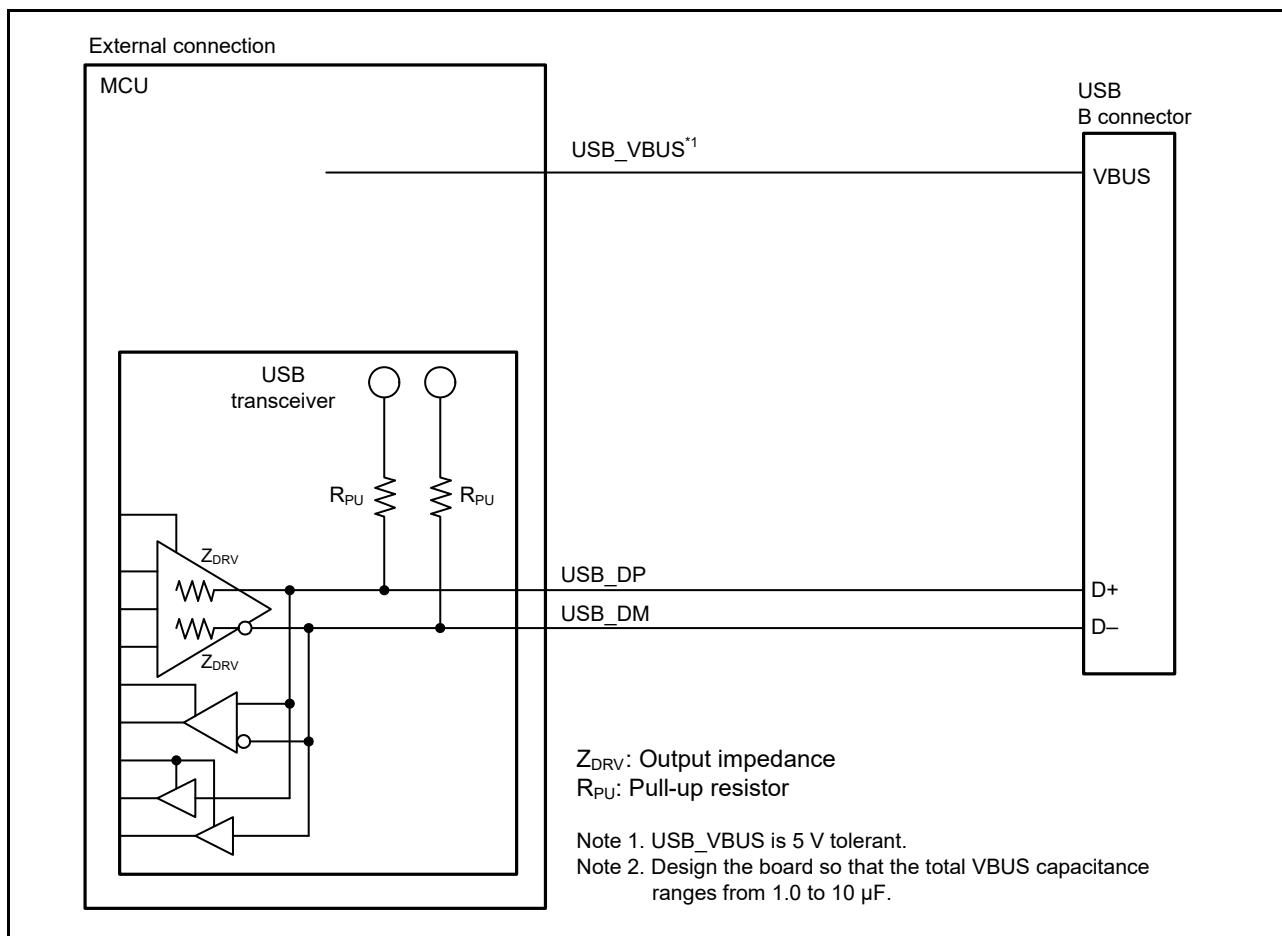 External connection
MCU
USB
B connector
USB_VBUS*1
VBUS
USB
transceiver
RPU
RPU
ZDRV
USB_DP
D+
USB_DM
D–
ZDRV
ZDRV: Output impedance
RPU: Pull-up resistor
Note 1. USB_VBUS is 5 V tolerant.
Note 2. Design the board so that the total VBUS capacitance
ranges from 1.0 to 10 μF.